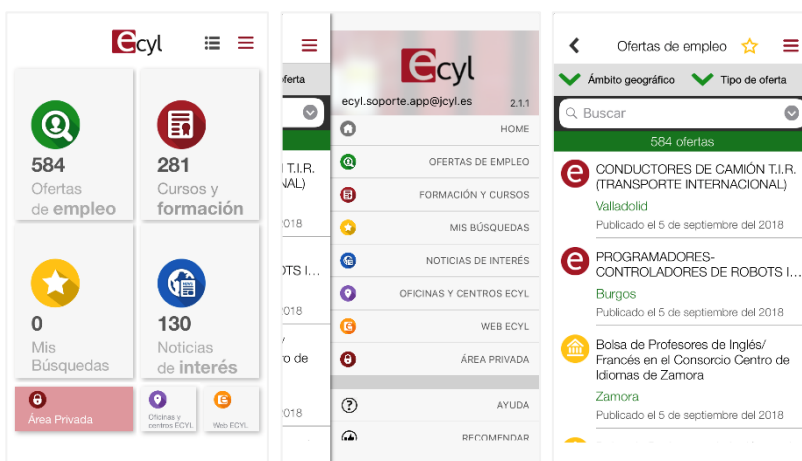 ecyl
584
Ofertas
de empleo
281
Cursos y
formación
0
Mis
Búsquedas
130
Noticias
de interés
Área Privada
Oficinas y
centros ECYL
Web ECYL
oferta
T.I.R.
NAL)
2018
OTS I...
2018
o de
2018
ecyl
ecyl.soporte.app@jcyl.es 2.1.1
HOME
OFERTAS DE EMPLEO
FORMACIÓN Y CURSOS
MIS BÚSQUEDAS
NOTICIAS DE INTERÉS
OFICINAS Y CENTROS ECYL
WEB ECYL
ÁREA PRIVADA
AYUDA
RECOMENDAR
Ofertas de empleo
Ámbito geográfico Tipo de oferta
Buscar
584 ofertas
CONDUCTORES DE CAMIÓN T.I.R.
(TRANSPORTE INTERNACIONAL)
Valladolid
Publicado el 5 de septiembre del 2018
PROGRAMADORES-
CONTROLADORES DE ROBOTS I...
Burgos
Publicado el 5 de septiembre del 2018
Bolsa de Profesores de Inglés/
Francés en el Consorcio Centro de
Idiomas de Zamora
Zamora
Publicado el 5 de septiembre del 2018